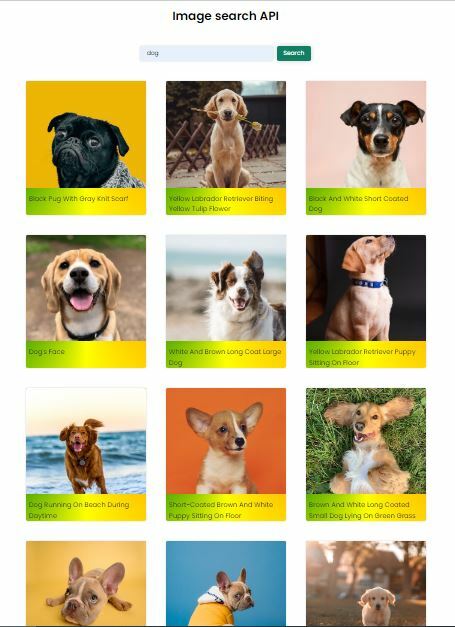 Image search API
dog
Search
Black Pug With Gray Knit Scarf
Yellow Labrador Retriever Biting
Yellow Tulip Flower
Black And White Short Coated
Dog
Dog's Face
White And Brown Long Coat Large
Dog
Yellow Labrador Retriever Puppy
Sitting On Floor
Dog Running On Beach During
Daytime
Short-Coated Brown And White
Puppy Sitting On Floor
Brown And White Long Coated
Small Dog Lying On Green Grass